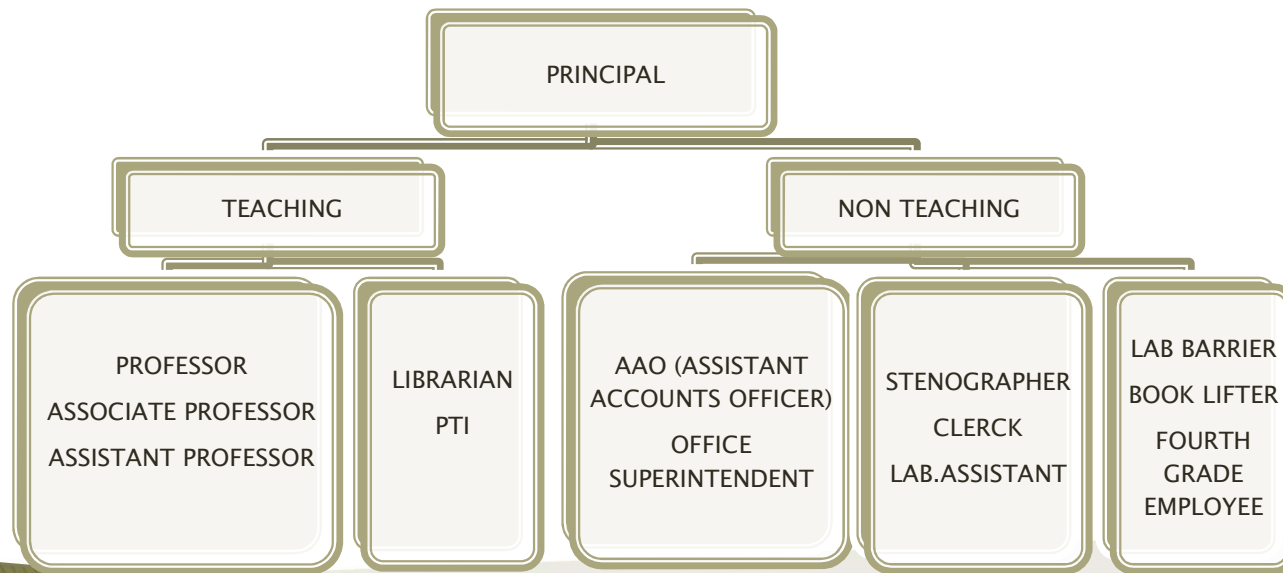 PRINCIPAL
TEACHING
NON TEACHING
PROFESSOR
ASSOCIATE PROFESSOR
ASSISTANT PROFESSOR
LIBRARIAN
PTI
AAO (ASSISTANT
ACCOUNTS OFFICER)
OFFICE
SUPERINTENDENT
STENOGRAPHER
CLERCK
LAB.ASSISTANT
LAB BARRIER
BOOK LIFTER
FOURTH
GRADE
EMPLOYEE